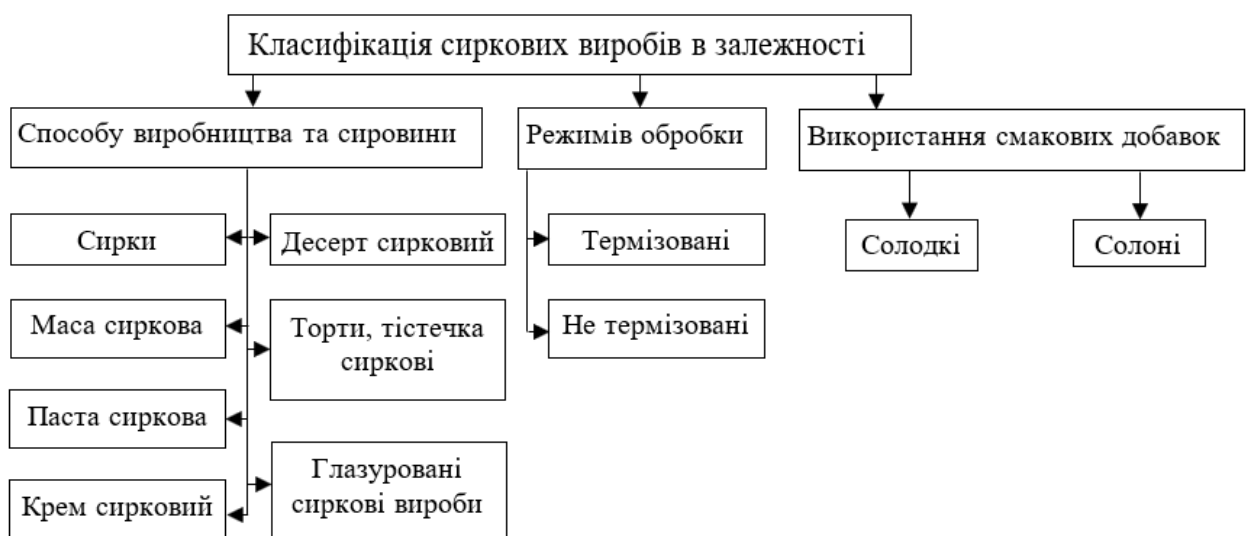 Класифікація сиркових виробів в залежності
Способу виробництва та сировини
Режимів обробки
Використання смакових добавок
Сирки
Десерт сирковий
Термізовані
Солодкі
Солоні
Маса сиркова
Торти, тістечка
сиркові
Не термізовані
Паста сиркова
Глазуровані
сиркові вироби
Крем сирковий